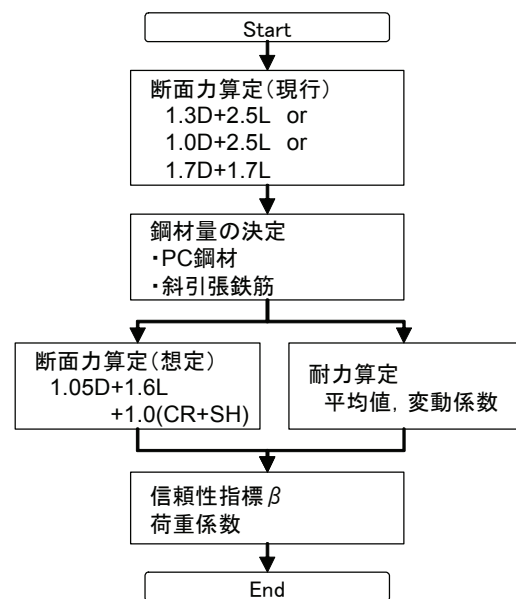 Start
断面力算定(現行)
1.3D+2.5L or
1.0D+2.5L or
1.7D+1.7L
鋼材量の決定
・PC鋼材
・斜引張鉄筋
断面力算定(想定)
1.05D+1.6L
+1.0(CR+SH)
耐力算定
平均値, 変動係数
信頼性指標β
荷重係数
End